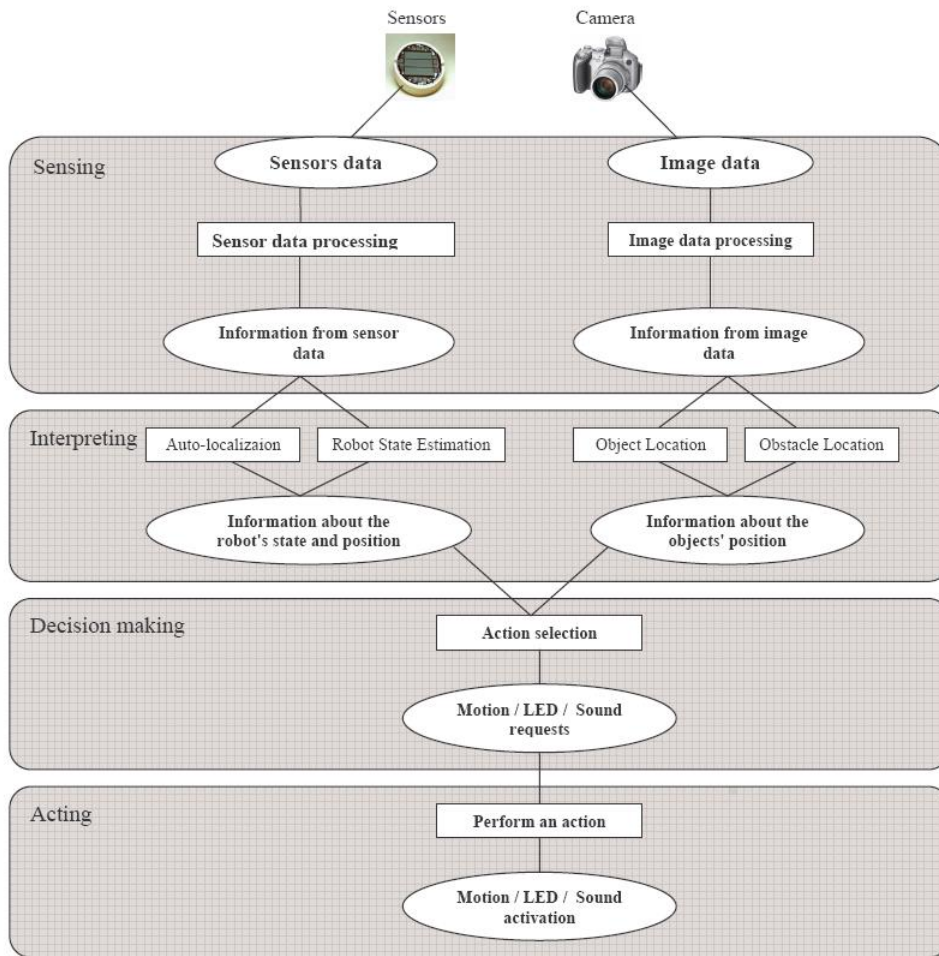 Sensors
Camera
Sensing
Sensors data
Image data
Sensor data processing
Image data processing
Information from sensor
data
Information from image
data
Interpreting
Auto-localizaion
Robot State Estimation
Object Location
Obstacle Location
Information about the
robot's state and position
Information about the
objects' position
Decision making
Action selection
Motion / LED / Sound
requests
Acting
Perform an action
Motion / LED / Sound
activation